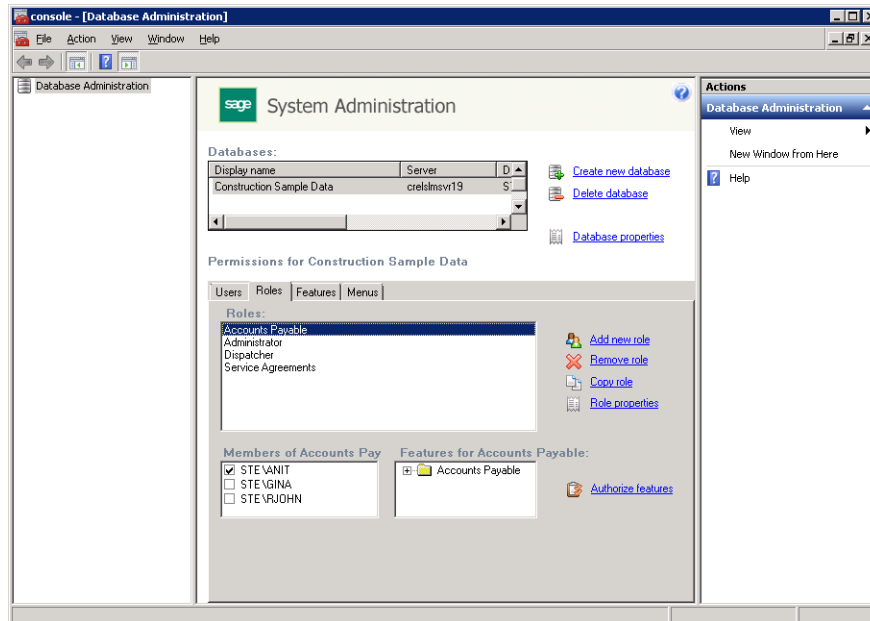 console - [Database Administration]
File Action View Window Help
Database Administration
sage System Administration
Databases:
Display name Server D
Construction Sample Data crelslmsvr19 S
Create new database
Delete database
Database properties
Permissions for Construction Sample Data
Users Roles Features Menus
Roles:
Accounts Payable
Administrator
Dispatcher
Service Agreements
Add new role
Remove role
Copy role
Role properties
Members of Accounts Pay
STE\ANIT
STE\GINA
STE\RJOHN
Features for Accounts Payable:
Accounts Payable
Authorize features
Actions
Database Administration
View
New Window from Here
Help